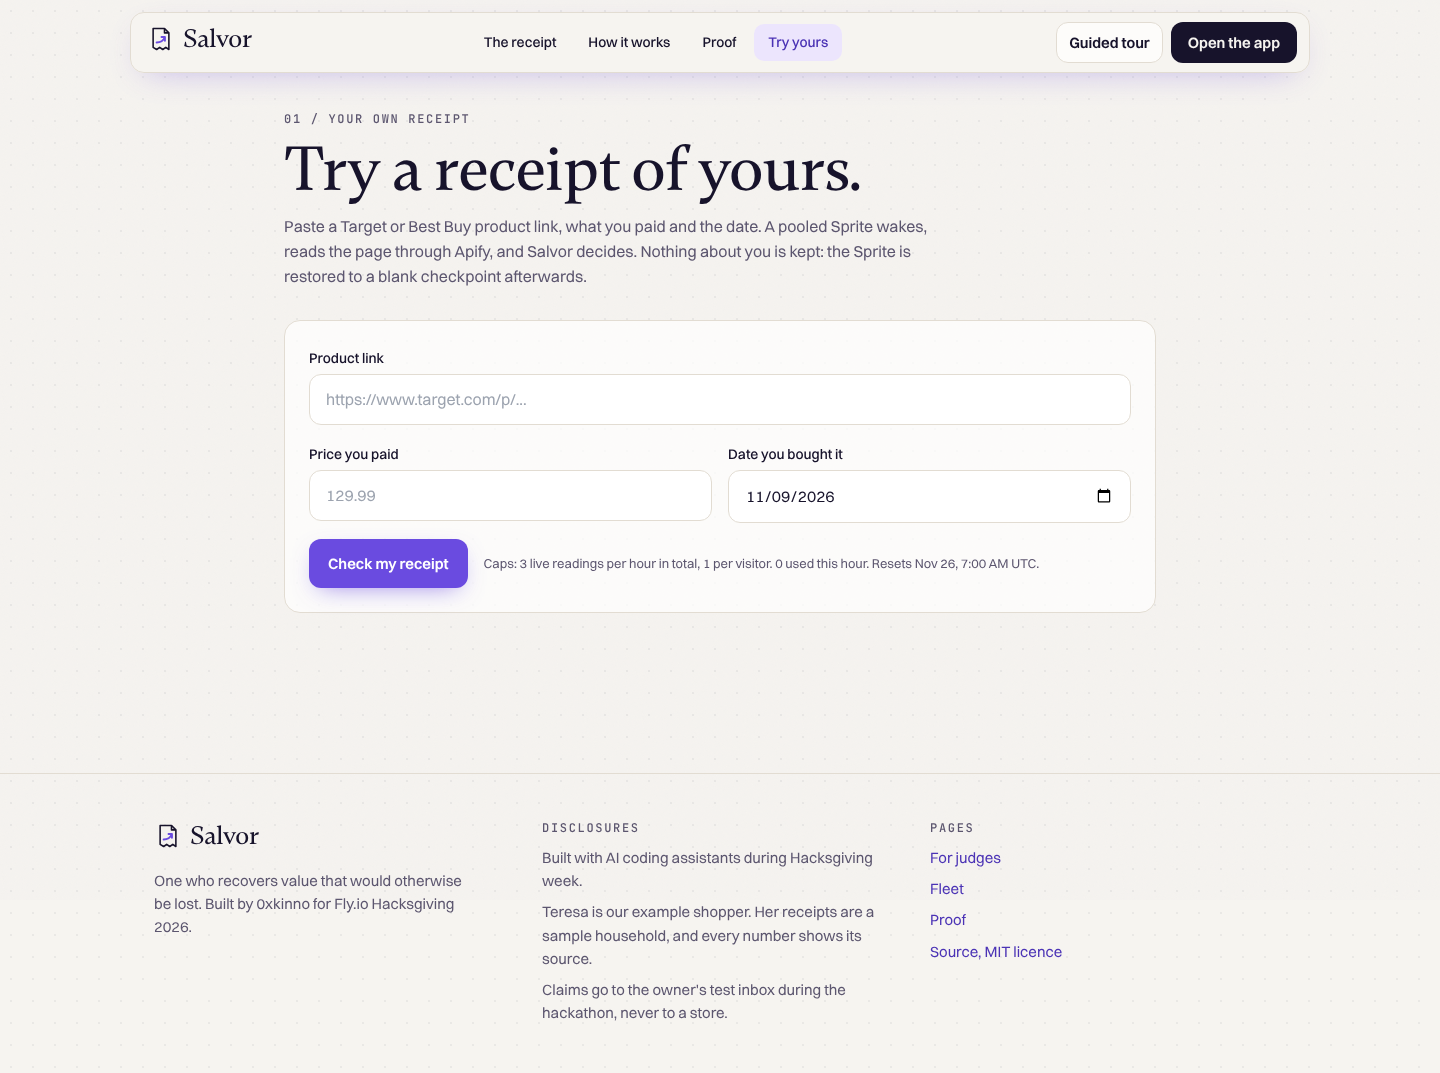 Salvor
The receipt
How it works
Proof
Try yours
Guided tour
Open the app
01 / YOUR OWN RECEIPT
Try a receipt of yours.
Paste a Target or Best Buy product link, what you paid and the date. A pooled Sprite wakes,
reads the page through Apify, and Salvor decides. Nothing about you is kept: the Sprite is
restored to a blank checkpoint afterwards.
Product link
https://www.target.com/p/...
Price you paid
Date you bought it
129.99
11/09/2026
Check my receipt
Caps: 3 live readings per hour in total, 1 per visitor. 0 used this hour. Resets Nov 26, 7:00 AM UTC.
Salvor
One who recovers value that would otherwise
be lost. Built by 0xkinno for Fly.io Hacksgiving
2026.
DISCLOSURES
Built with AI coding assistants during Hacksgiving
week.
Teresa is our example shopper. Her receipts are a
sample household, and every number shows its
source.
Claims go to the owner's test inbox during the
hackathon, never to a store.
PAGES
For judges
Fleet
Proof
Source, MIT licence